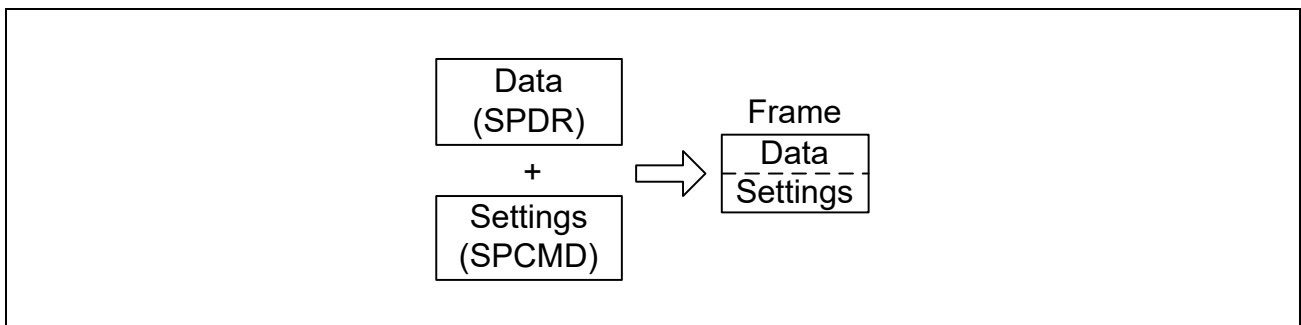 Data
(SPDR)
+
Settings
(SPCMD)
Frame
Data
Settings